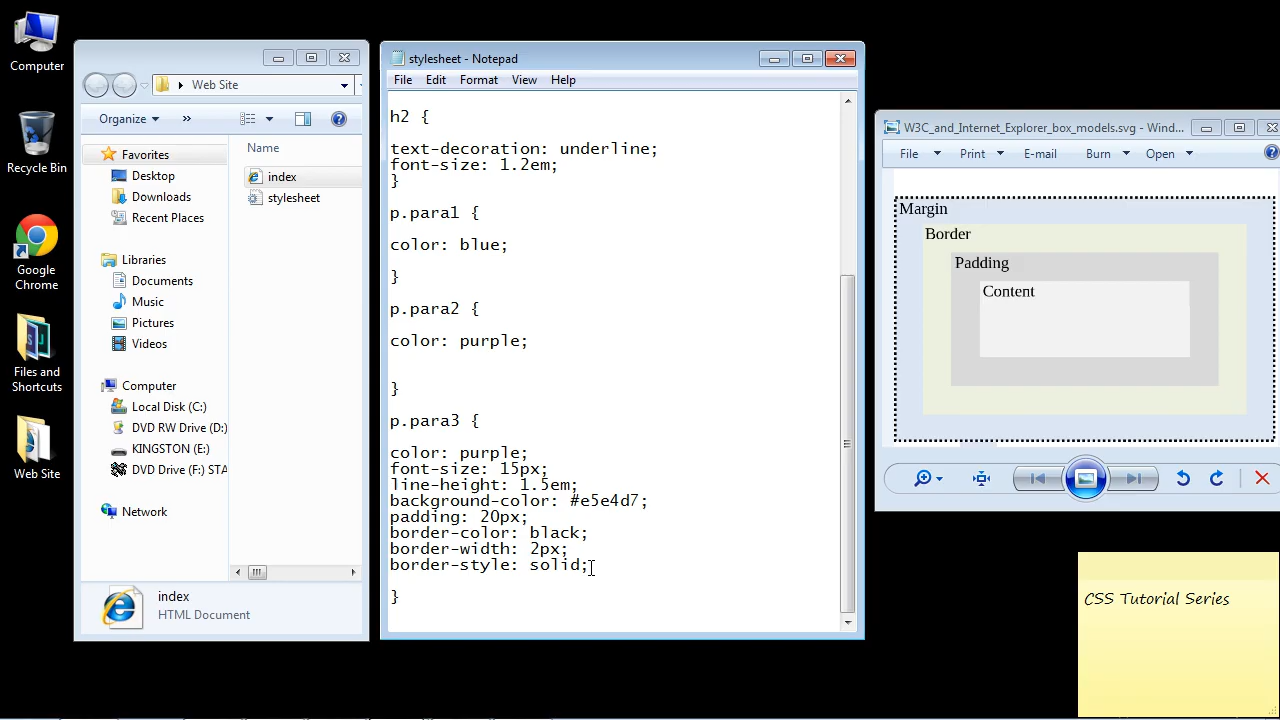 Computer
Recycle Bin
Google
Chrome
Files and
Shortcuts
Web Site
Web Site
Organize
»
Favorites
Desktop
Downloads
Recent Places
Libraries
Documents
Music
Pictures
Videos
Computer
Local Disk (C:)
DVD RW Drive (D:)
KINGSTON (E:)
DVD Drive (F:) STA
Network
Name
index
stylesheet
index
HTML Document
stylesheet - Notepad
File Edit Format View Help
h2 {
text-decoration: underline;
font-size: 1.2em;
}
p.para1 {
color: blue;
}
p.para2 {
color: purple;
}
p.para3 {
color: purple;
font-size: 15px;
line-height: 1.5em;
background-color: #e5e4d7;
padding: 20px;
border-color: black;
border-width: 2px;
border-style: solid;
}
W3C_and_Internet_Explorer_box_models.svg - Wind...
File Print E-mail Burn Open
Margin
Border
Padding
Content
CSS Tutorial Series